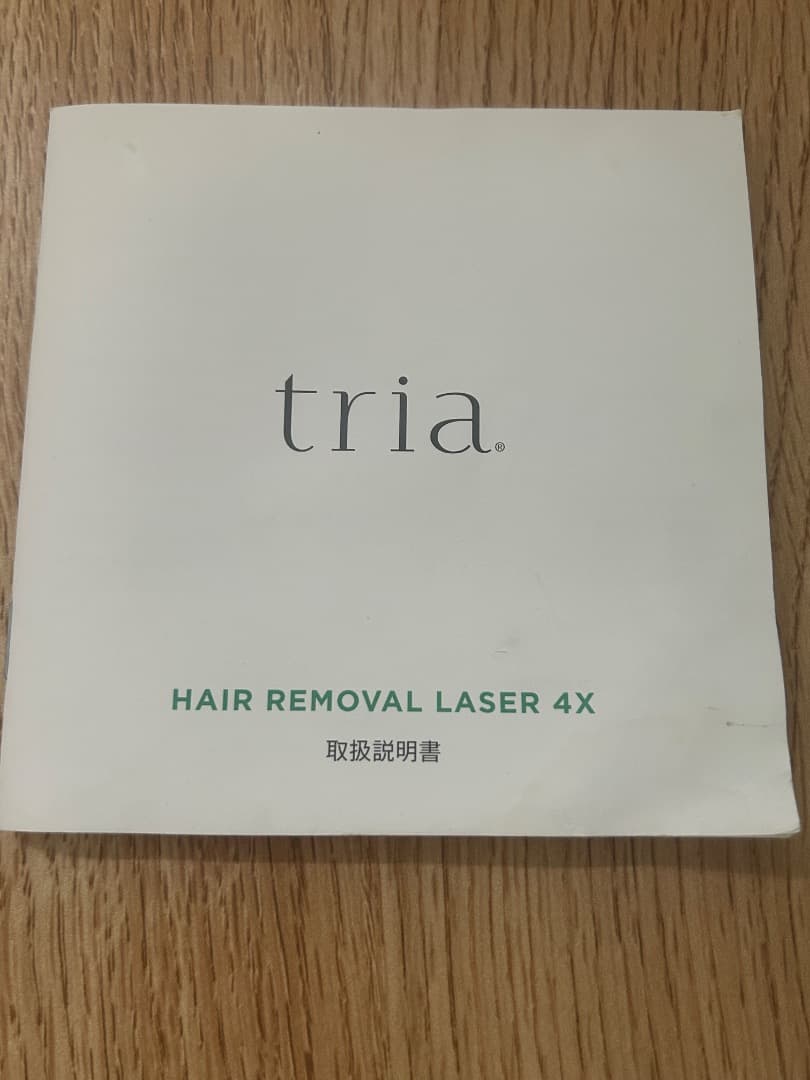 tria®
HAIR REMOVAL LASER 4X
取扱説明書